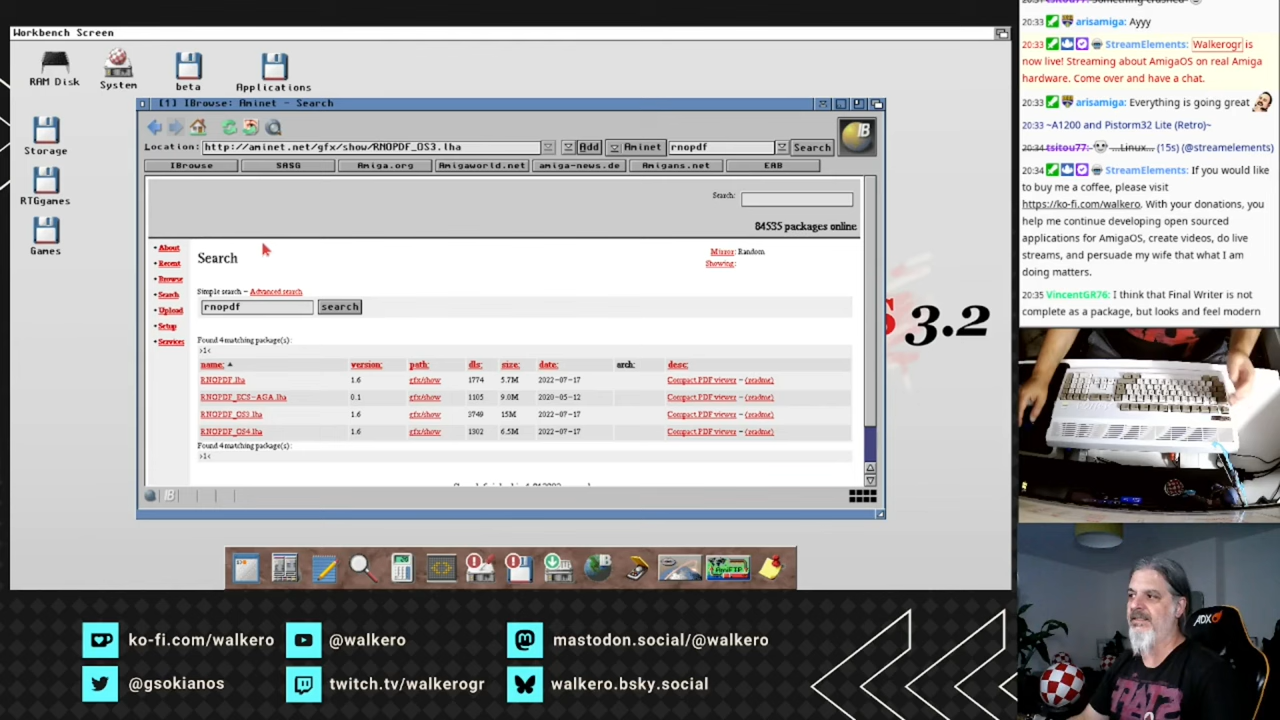 Workbench Screen
RAM Disk
System
beta
Applications
Storage
RTGgames
Games
[1] IBrowse: Aminet - Search
Location: http://aminet.net/gfx/show/RNOPDF_OS3.lha
Add
Aminet
rnopdf
Search
IBrowse
SASG
Amiga.org
Amigaworld.net
amiga-news.de
Amigans.net
EAB
Search:
84535 packages online
• About
• Recent
• Browse
• Search
• Upload
• Setup
• Services
Search
Mirror: Random
Showing:
Simple search - Advanced search
rnopdf
search
Found 4 matching package(s):
>1<
name: version: path: dls: size: date: arch: desc:
RNOPDF.lha 1.6 gfx/show 1774 5.7M 2022-07-17 Compact PDF viewer - (readme)
RNOPDF_ECS-AGA.lha 0.1 gfx/show 1105 9.0M 2020-05-12 Compact PDF viewer - (readme)
RNOPDF_OS3.lha 1.6 gfx/show 3749 15M 2022-07-17 Compact PDF viewer - (readme)
RNOPDF_OS4.lha 1.6 gfx/show 1302 6.5M 2022-07-17 Compact PDF viewer - (readme)
Found 4 matching package(s):
>1<
3.2
ko-fi.com/walkero
@walkero
mastodon.social/@walkero
@gsokianos
twitch.tv/walkerogr
walkero.bsky.social
20:33 arisamiga: Ayyy
20:33 StreamElements: Walkerogr is
now live! Streaming about AmigaOS on real Amiga
hardware. Come over and have a chat.
20:33 arisamiga: Everything is going great
20:33 ~A1200 and Pistorm32 Lite (Retro)~
20:34 tsitou77: ...Linux... (15s) (@streamelements)
20:34 StreamElements: If you would like
to buy me a coffee, please visit
https://ko-fi.com/walkero. With your donations, you
help me continue developing open sourced
applications for AmigaOS, create videos, do live
streams, and persuade my wife that what I am
doing matters.
20:35 VincentGR76: I think that Final Writer is not
complete as a package, but looks and feel modern
ADX